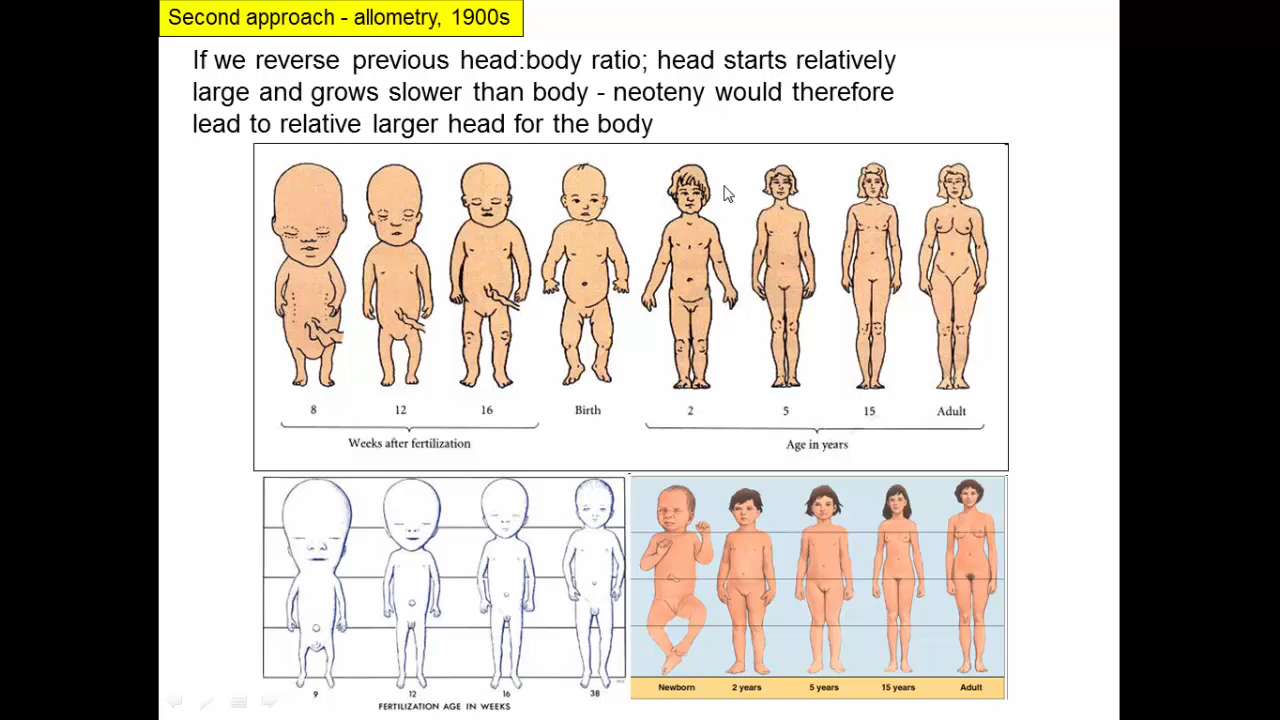 Second approach - allometry, 1900s
If we reverse previous head:body ratio; head starts relatively
large and grows slower than body - neoteny would therefore
lead to relative larger head for the body
8 12 16 Birth 2 5 15 Adult
Weeks after fertilization Age in years
9 12 16 38
FERTILIZATION AGE IN WEEKS
Newborn 2 years 5 years 15 years Adult